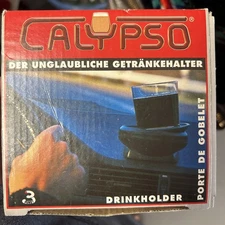 CALYPSO®
DER UNGLAUBLICHE GETRÄNKEHALTER
PORTE DE GOBELET
3
DRINKHOLDER